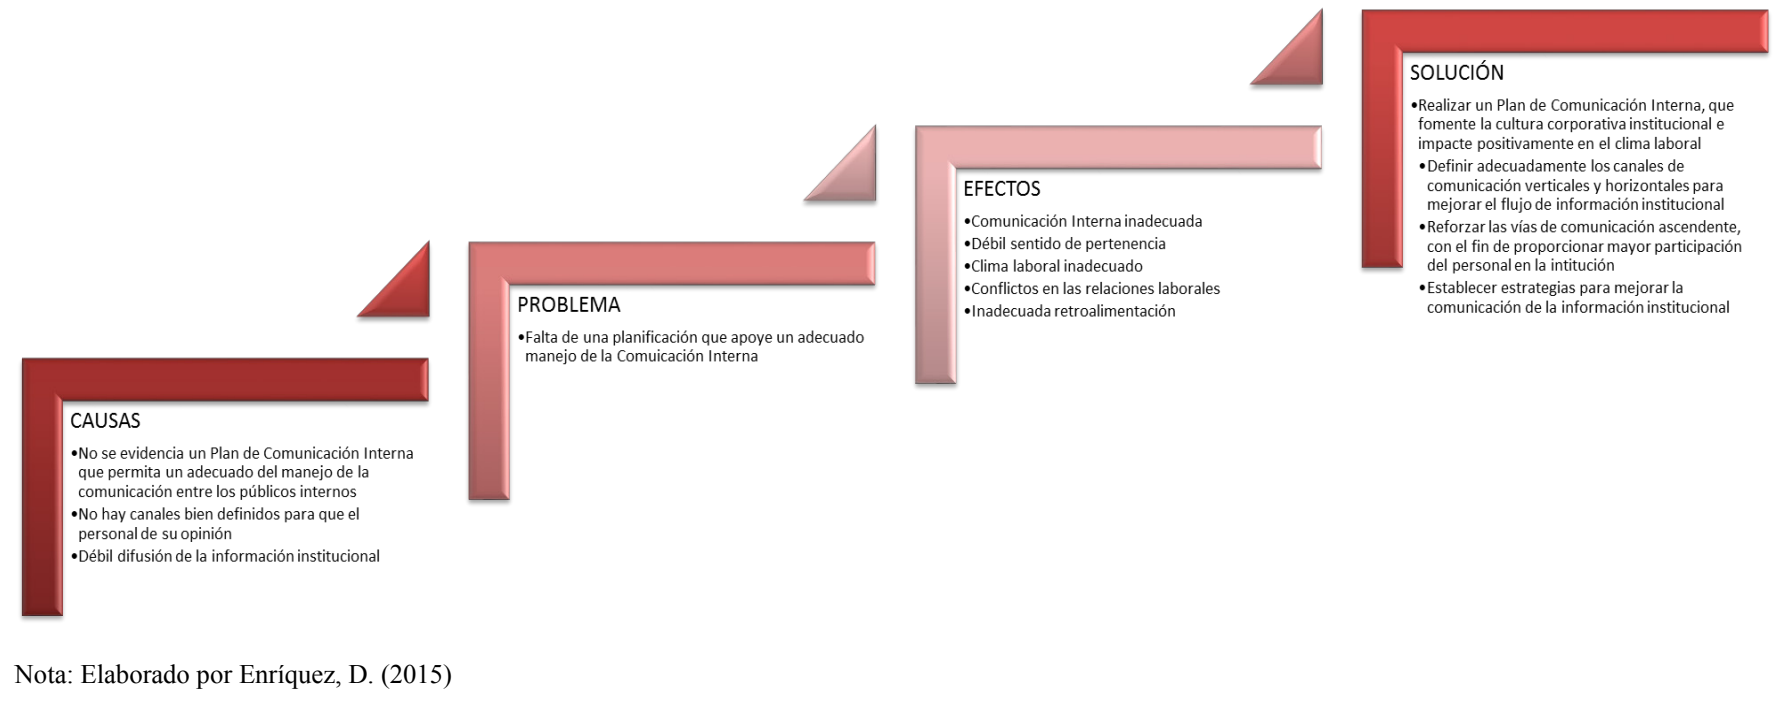 CAUSAS
•No se evidencia un Plan de Comunicación Interna
que permita un adecuado del manejo de la
comunicación entre los públicos internos
•No hay canales bien definidos para que el
personal de su opinión
•Débil difusión de la información institucional
PROBLEMA
•Falta de una planificación que apoye un adecuado
manejo de la Comuicación Interna
EFECTOS
•Comunicación Interna inadecuada
•Débil sentido de pertenencia
•Clima laboral inadecuado
•Conflictos en las relaciones laborales
•Inadecuada retroalimentación
SOLUCIÓN
•Realizar un Plan de Comunicación Interna, que
fomente la cultura corporativa institucional e
impacte positivamente en el clima laboral
•Definir adecuadamente los canales de
comunicación verticales y horizontales para
mejorar el flujo de información institucional
•Reforzar las vías de comunicación ascendente,
con el fin de proporcionar mayor participación
del personal en la intitución
•Establecer estrategias para mejorar la
comunicación de la información institucional
Nota: Elaborado por Enríquez, D. (2015)